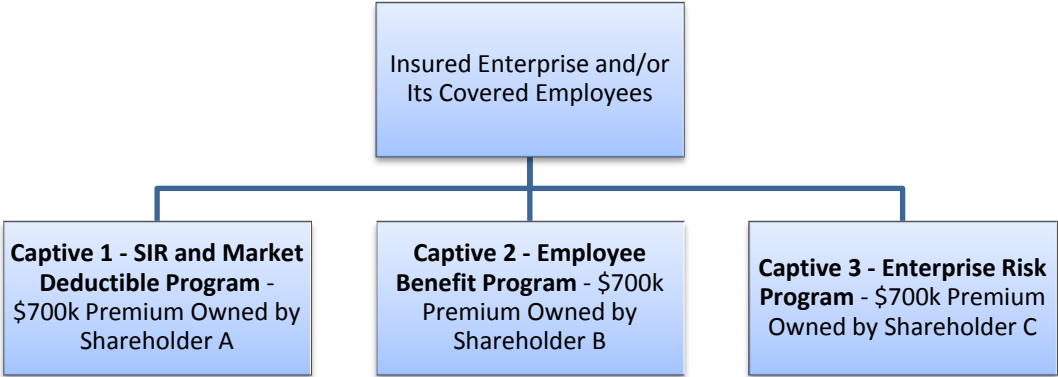 Insured Enterprise and/or
Its Covered Employees
Captive 1 - SIR and Market
Deductible Program -
$700k Premium Owned by
Shareholder A
Captive 2 - Employee
Benefit Program - $700k
Premium Owned by
Shareholder B
Captive 3 - Enterprise Risk
Program - $700k Premium
Owned by Shareholder C